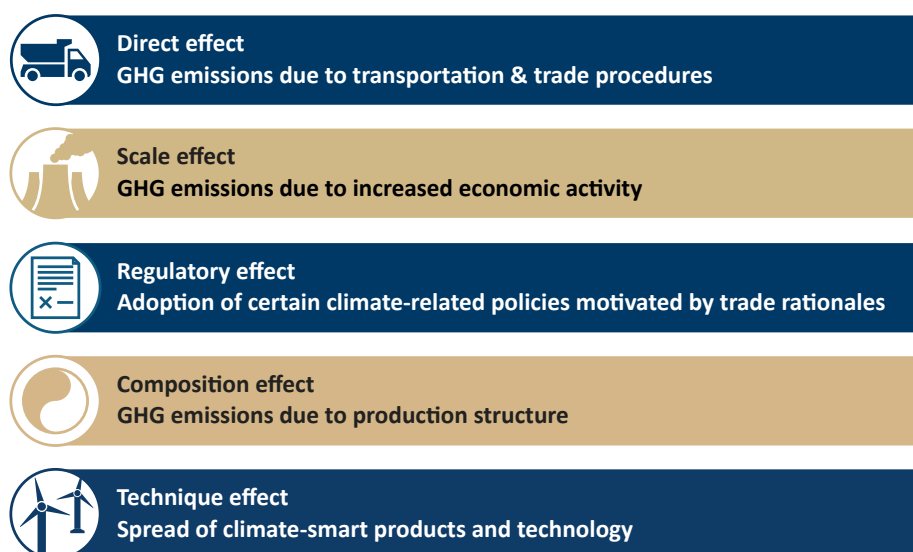 Direct effect
GHG emissions due to transportation & trade procedures
Scale effect
GHG emissions due to increased economic activity
Regulatory effect
Adoption of certain climate-related policies motivated by trade rationales
Composition effect
GHG emissions due to production structure
Technique effect
Spread of climate-smart products and technology